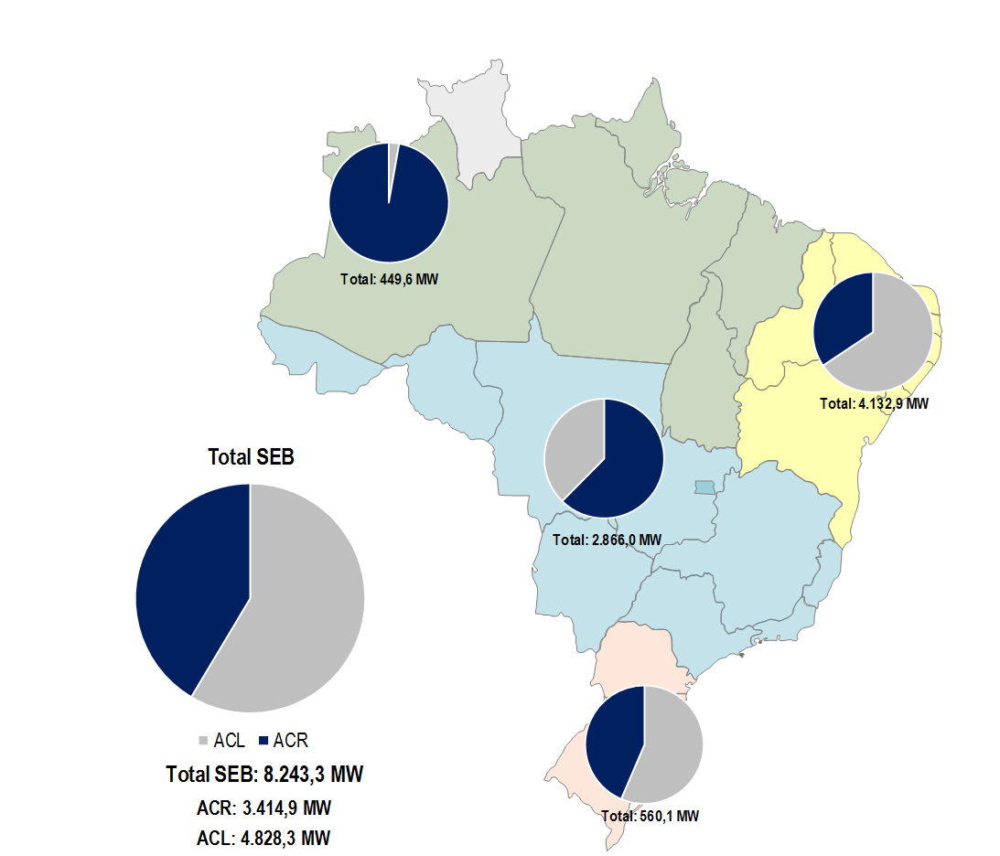 Total: 449,6 MW
Total: 4.132,9 MW
Total SEB
Total: 2.866,0 MW
ACL ACR
Total SEB: 8.243,3 MW
ACR: 3.414,9 MW
Total: 560,1 MW
ACL: 4.828,3 MW